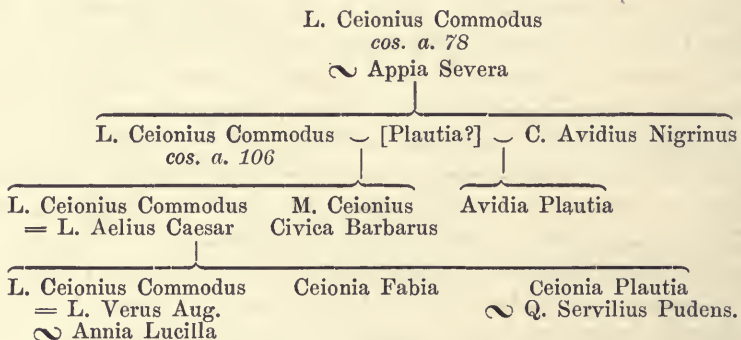 L. Ceionius Commodus
cos. a. 78
∾ Appia Severa
L. Ceionius Commodus ⌣ [Plautia?] ⌣ C. Avidius Nigrinus
cos. a. 106
L. Ceionius Commodus M. Ceionius Avidia Plautia
= L. Aelius Caesar Civica Barbarus
L. Ceionius Commodus Ceionia Fabia Ceionia Plautia
= L. Verus Aug. ∾ Q. Servilius Pudens.
∾ Annia Lucilla